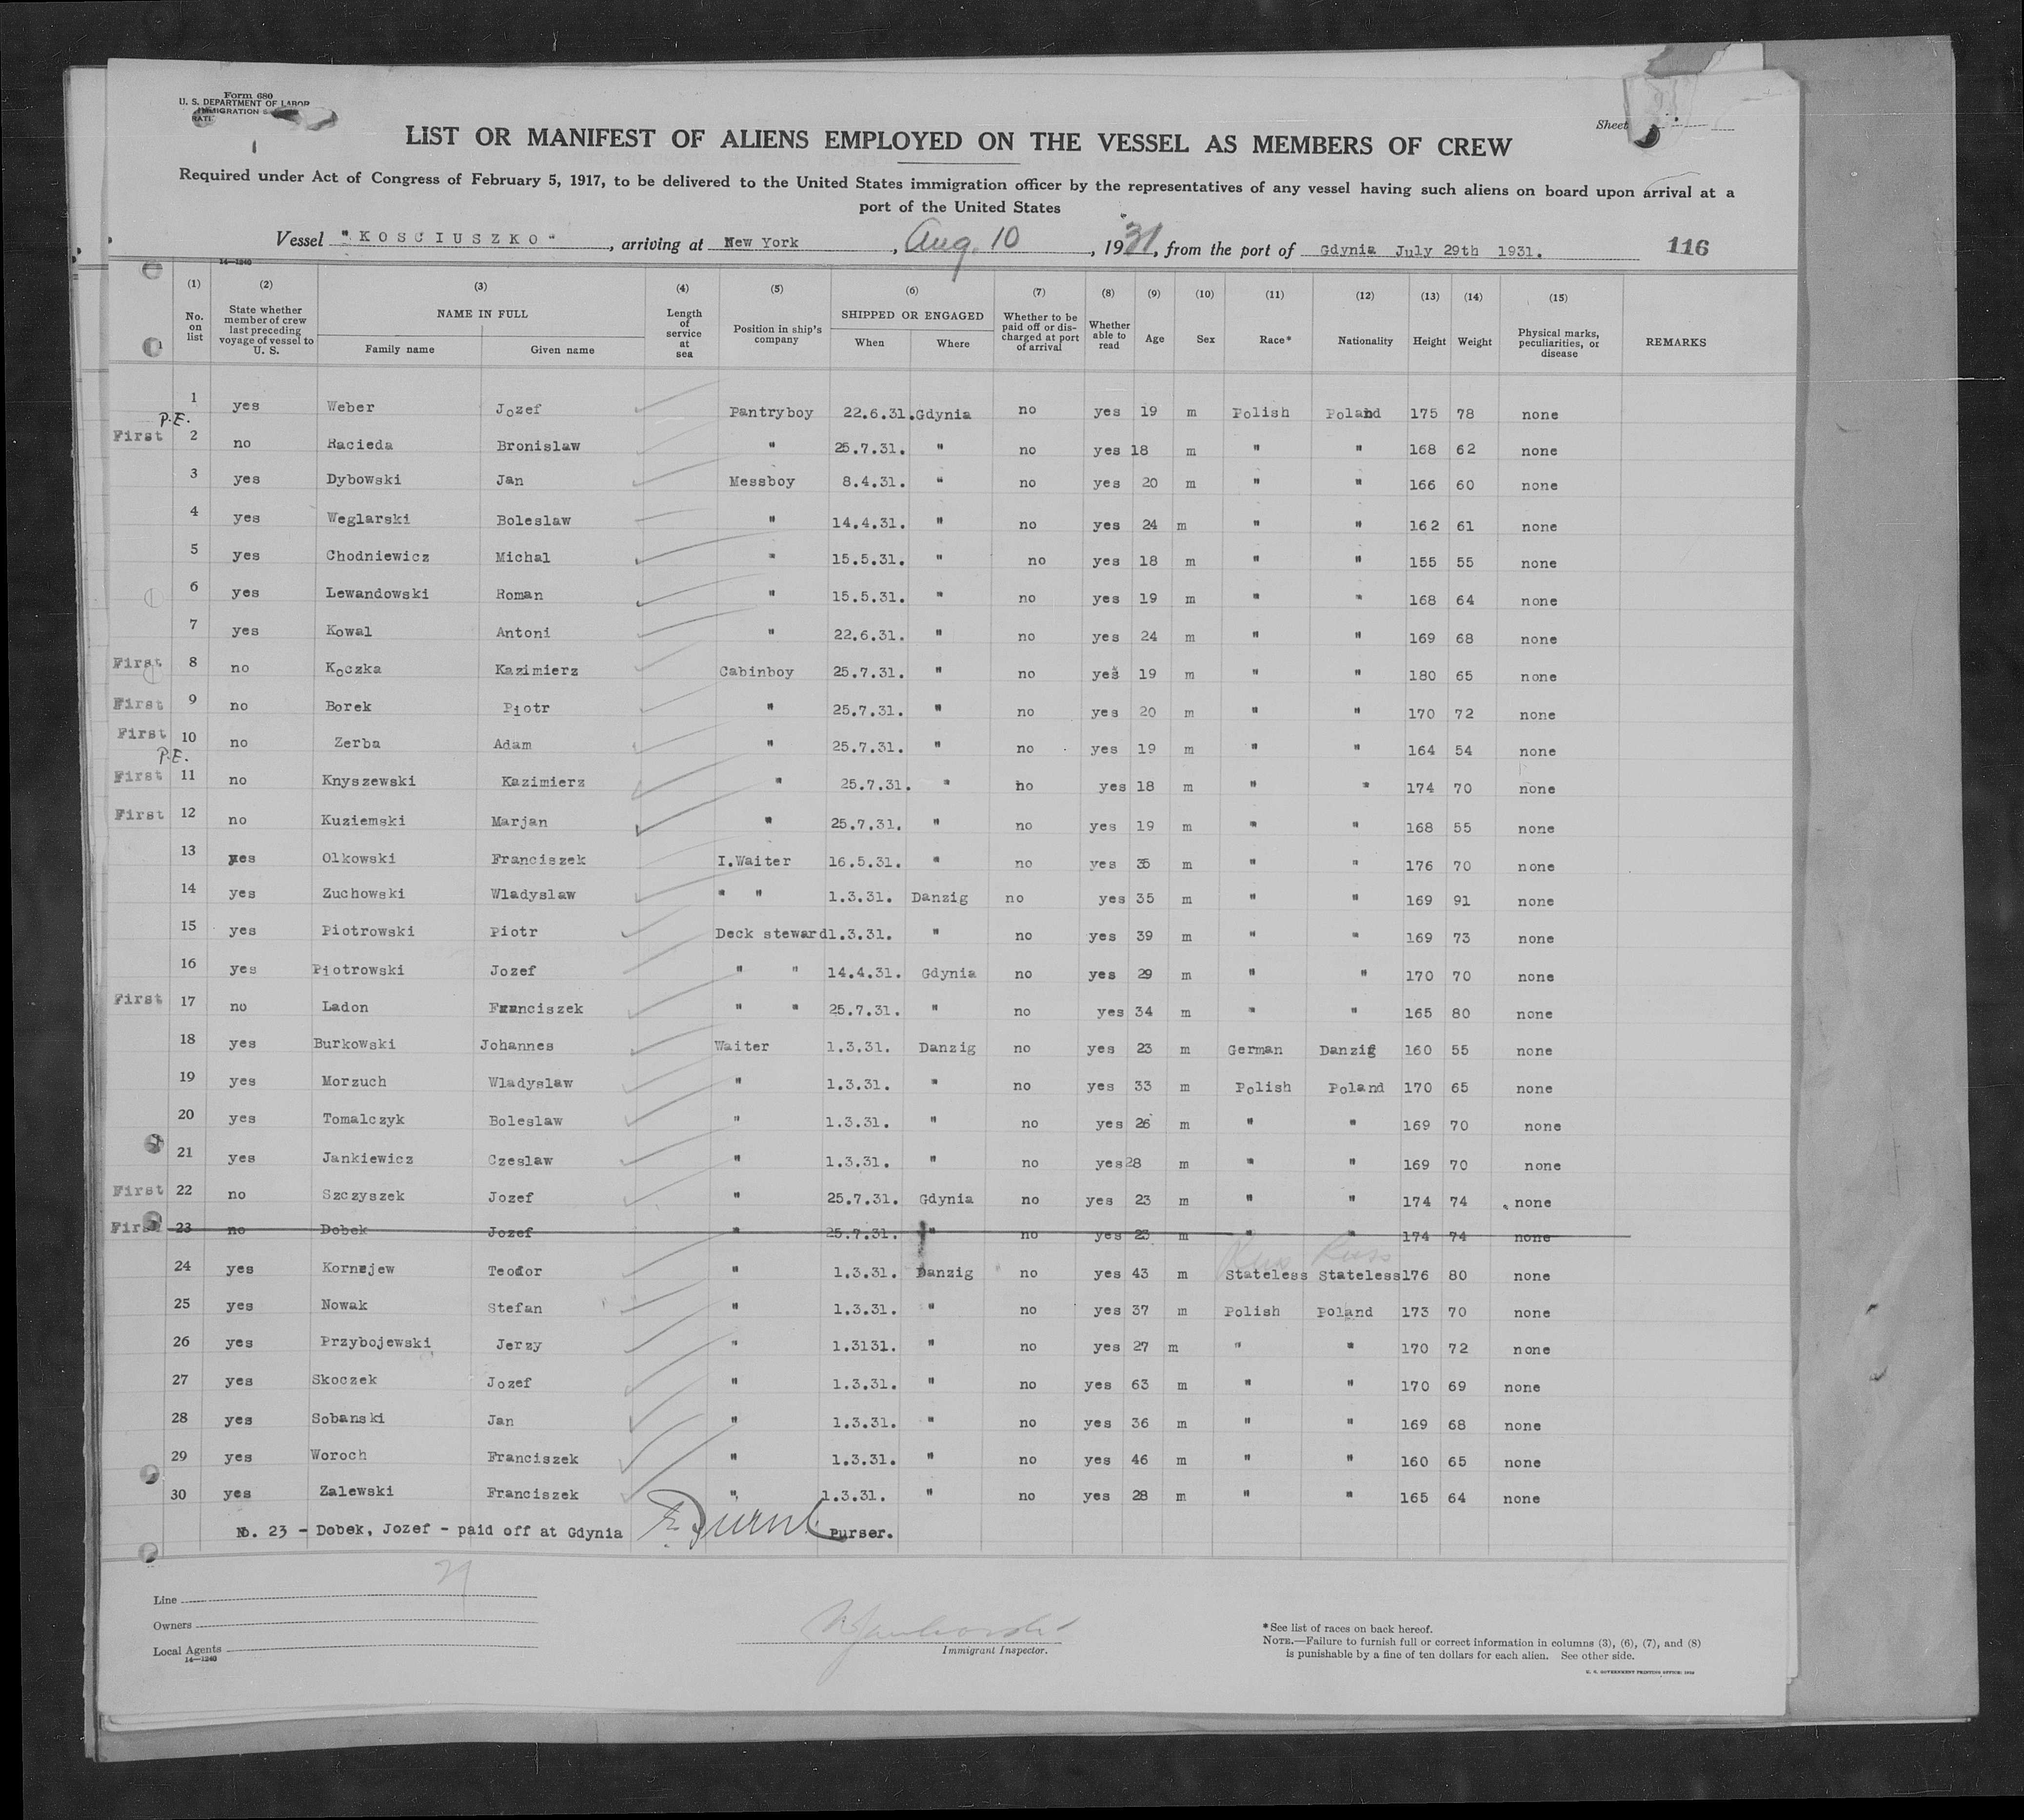 Form 680
U. S. DEPARTMENT OF LABOR
IMMIGRATION
Sheet
LIST OR MANIFEST OF ALIENS EMPLOYED ON THE VESSEL AS MEMBERS OF CREW
Required under Act of Congress of February 5, 1917, to be delivered to the United States immigration officer by the representatives of any vessel having such aliens on board upon arrival at a
port of the United States
Vessel "KOSCIUSZKO", arriving at New York, Aug. 10, 1931, from the port of Gdynia July 29th 1931. 116
14—1240
(1) No. on list (2) State whether member of crew last preceding voyage of vessel to U. S. (3) NAME IN FULL Family name Given name (4) Length of service at sea (5) Position in ship's company (6) SHIPPED OR ENGAGED When Where (7) Whether to be paid off or discharged at port of arrival (8) Whether able to read (9) Age (10) Sex (11) Race* (12) Nationality (13) Height (14) Weight (15) Physical marks, peculiarities, or disease REMARKS
1 yes Weber Jozef Pantryboy 22.6.31. Gdynia no yes 19 m Polish Poland 175 78 none
P.E.
First 2 no Racieda Bronislaw " 25.7.31. " no yes 18 m " " 168 62 none
3 yes Dybowski Jan Messboy 8.4.31. " no yes 20 m " " 166 60 none
4 yes Weglarski Boleslaw " 14.4.31. " no yes 24 m " " 162 61 none
5 yes Chodniewicz Michal " 15.5.31. " no yes 18 m " " 155 55 none
6 yes Lewandowski Roman " 15.5.31. " no yes 19 m " " 168 64 none
7 yes Kowal Antoni " 22.6.31. " no yes 24 m " " 169 68 none
First 8 no Koczka Kazimierz Cabinboy 25.7.31. " no yes 19 m " " 180 65 none
First 9 no Borek Piotr " 25.7.31. " no yes 20 m " " 170 72 none
First 10 no Zerba Adam " 25.7.31. " no yes 19 m " " 164 54 none
P.E.
First 11 no Knyszewski Kazimierz " 25.7.31. " no yes 18 m " " 174 70 none
First 12 no Kuziemski Marjan " 25.7.31. " no yes 19 m " " 168 55 none
13 yes Olkowski Franciszek I.Waiter 16.5.31. " no yes 35 m " " 176 70 none
14 yes Zuchowski Wladyslaw " " 1.3.31. Danzig no yes 35 m " " 169 91 none
15 yes Piotrowski Piotr Deck steward 1.3.31. " no yes 39 m " " 169 73 none
16 yes Piotrowski Jozef " " 14.4.31. Gdynia no yes 29 m " " 170 70 none
First 17 no Ladon Franciszek " " 25.7.31. " no yes 34 m " " 165 80 none
18 yes Burkowski Johannes Waiter 1.3.31. Danzig no yes 23 m German Danzig 160 55 none
19 yes Morzuch Wladyslaw " 1.3.31. " no yes 33 m Polish Poland 170 65 none
20 yes Tomalczyk Boleslaw " 1.3.31. " no yes 26 m " " 169 70 none
21 yes Jankiewicz Czeslaw " 1.3.31. " no yes 28 m " " 169 70 none
First 22 no Szczyszek Jozef " 25.7.31. Gdynia no yes 23 m " " 174 74 none
First 23 no Dobek Jozef " 25.7.31. " no yes 23 m " " 174 74 none
Russ Russ
24 yes Kornejew Teodor " 1.3.31. Danzig no yes 43 m Stateless Stateless 176 80 none
25 yes Nowak Stefan " 1.3.31. " no yes 37 m Polish Poland 173 70 none
26 yes Przybojewski Jerzy " 1.3131. " no yes 27 m " " 170 72 none
27 yes Skoczek Jozef " 1.3.31. " no yes 63 m " " 170 69 none
28 yes Sobanski Jan " 1.3.31. " no yes 36 m " " 169 68 none
29 yes Woroch Franciszek " 1.3.31. " no yes 46 m " " 160 65 none
30 yes Zalewski Franciszek " 1.3.31. " no yes 28 m " " 165 64 none
No. 23 - Dobek, Jozef - paid off at Gdynia Purser.
Line
Owners
Local Agents
14—1240
Immigrant Inspector.
*See list of races on back hereof.
NOTE.—Failure to furnish full or correct information in columns (3), (6), (7), and (8)
is punishable by a fine of ten dollars for each alien. See other side.
U. S. GOVERNMENT PRINTING OFFICE: